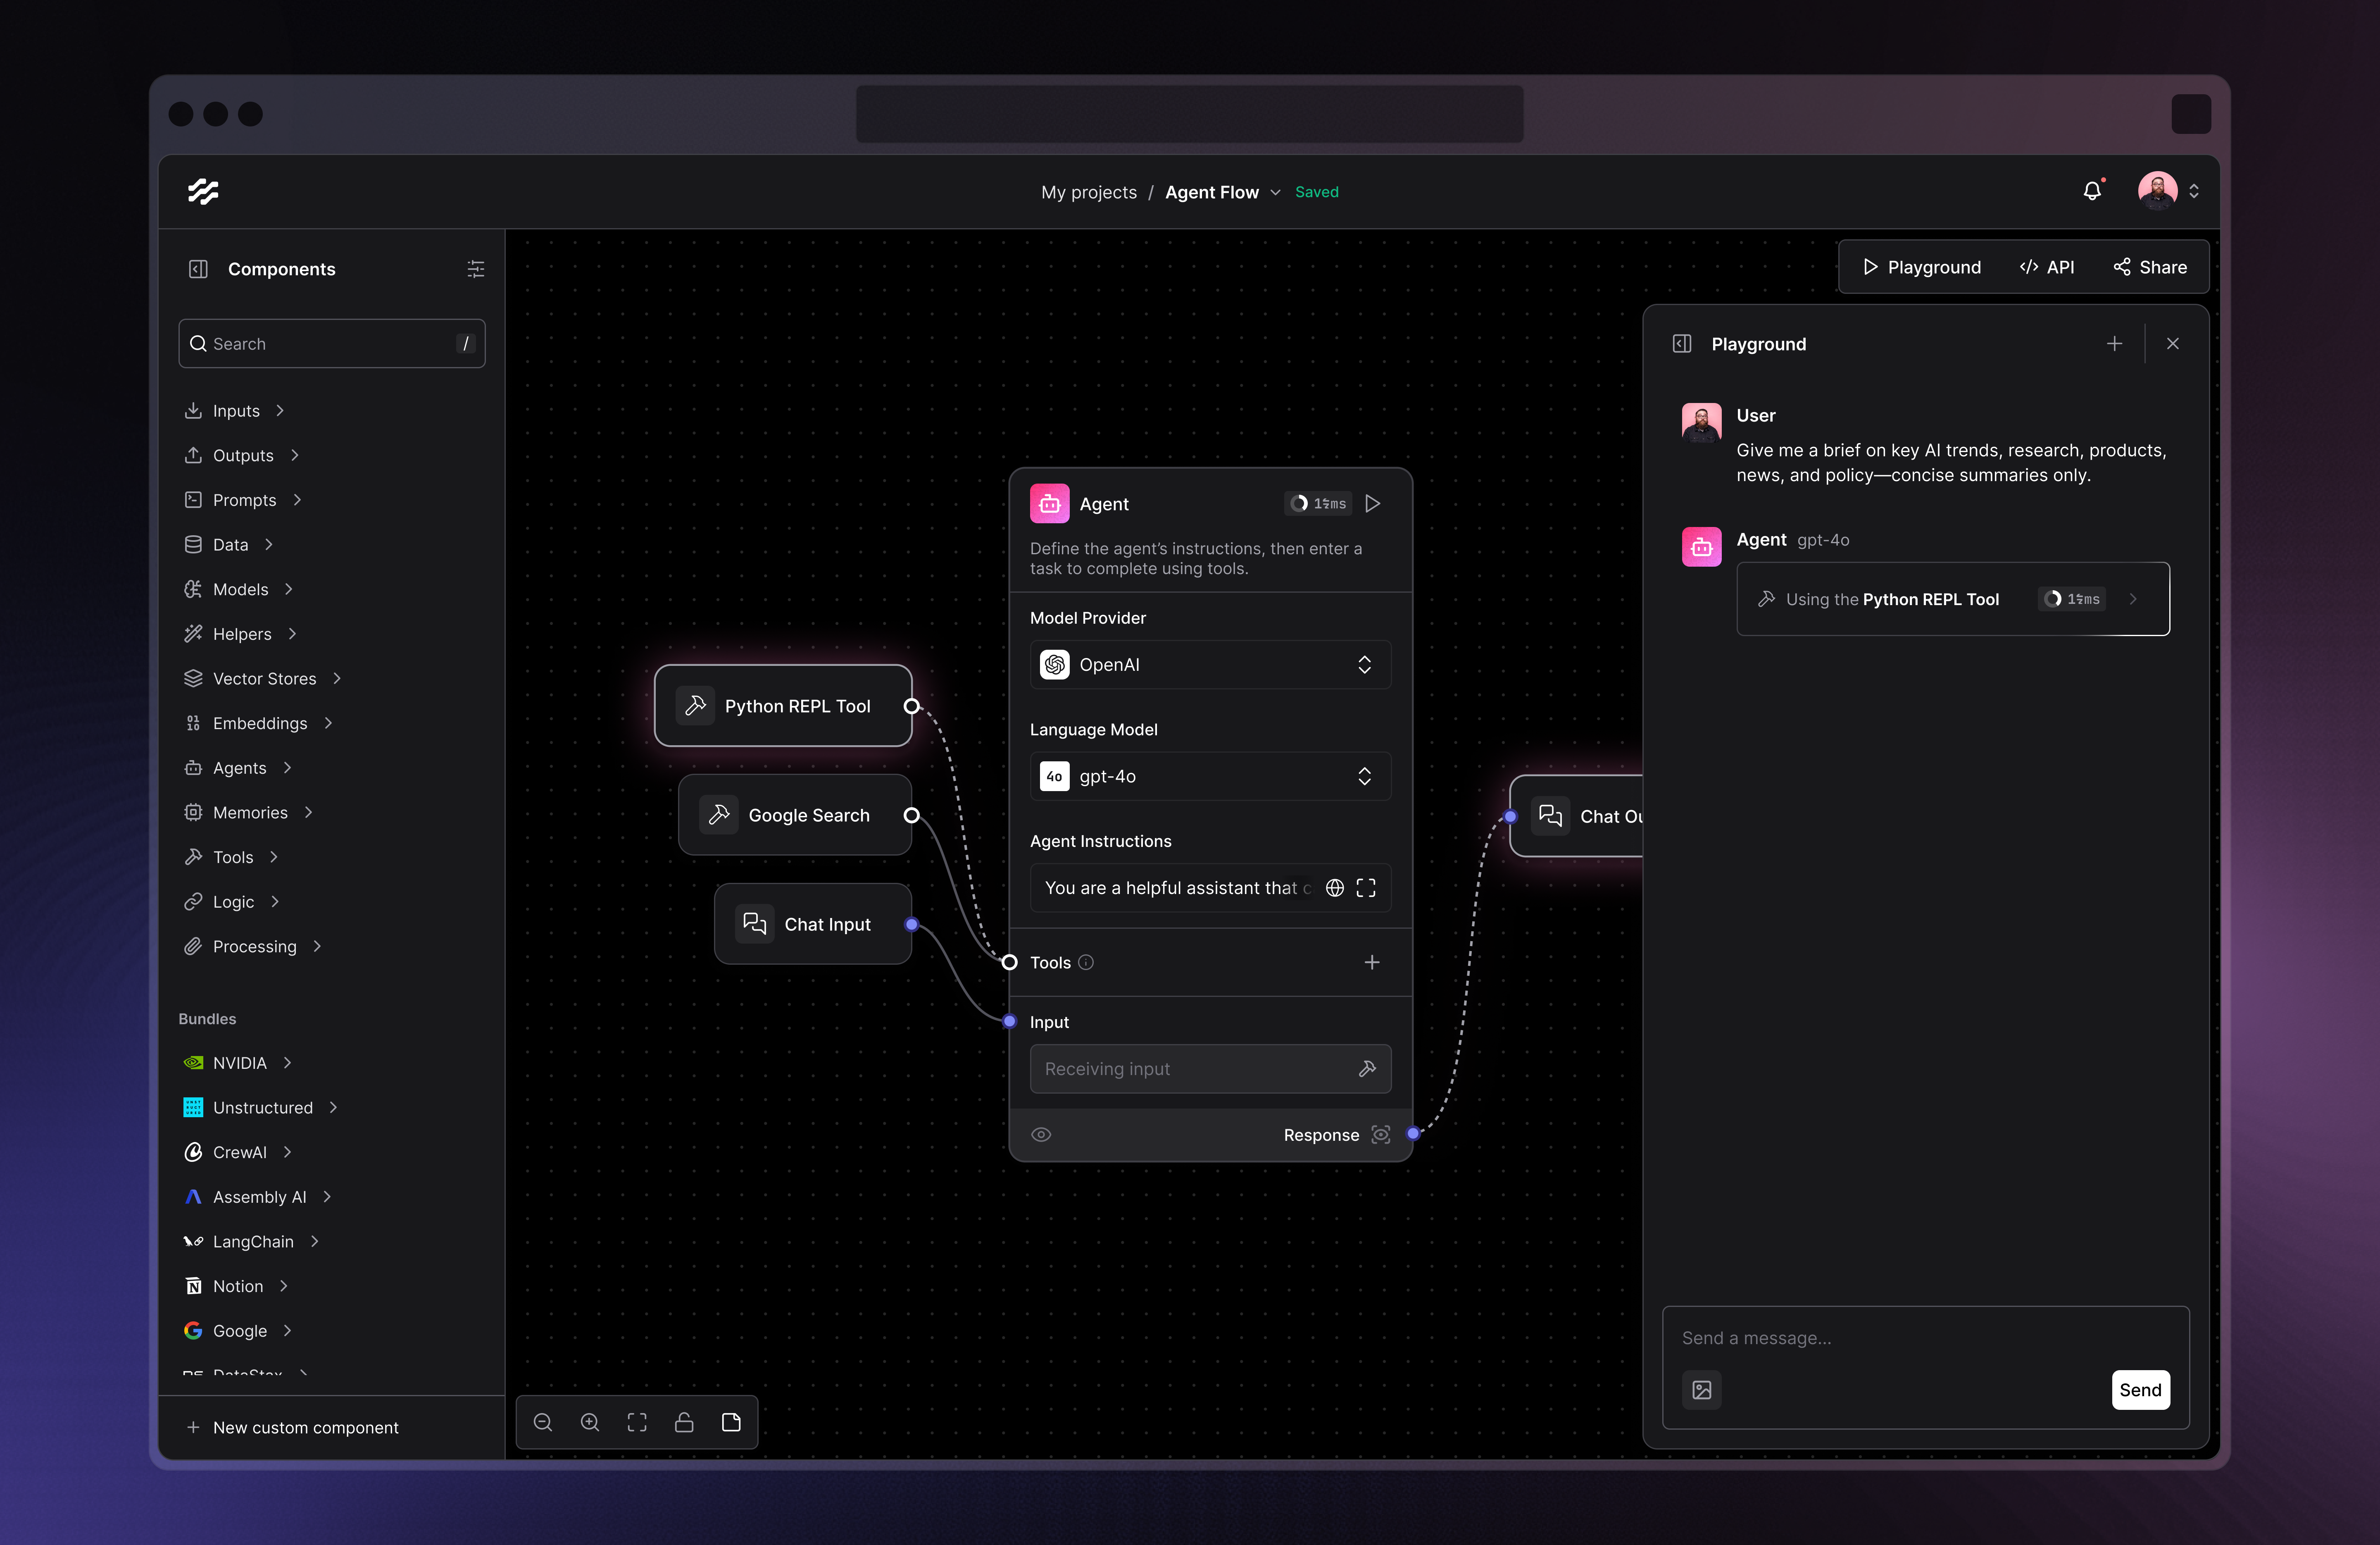 My projects / Agent Flow Saved
Components
Search /
Inputs
Outputs
Prompts
Data
Models
Helpers
Vector Stores
Embeddings
Agents
Memories
Tools
Logic
Processing
Bundles
NVIDIA
Unstructured
CrewAI
Assembly AI
LangChain
Notion
Google
New custom component
Python REPL Tool
Google Search
Chat Input
Agent
Define the agent’s instructions, then enter a
task to complete using tools.
Model Provider
OpenAI
Language Model
4o gpt-4o
Agent Instructions
You are a helpful assistant that c
Tools
Input
Receiving input
Response
Chat Ou
Playground API Share
Playground
User
Give me a brief on key AI trends, research, products,
news, and policy—concise summaries only.
Agent gpt-4o
Using the Python REPL Tool
Send a message...
Send